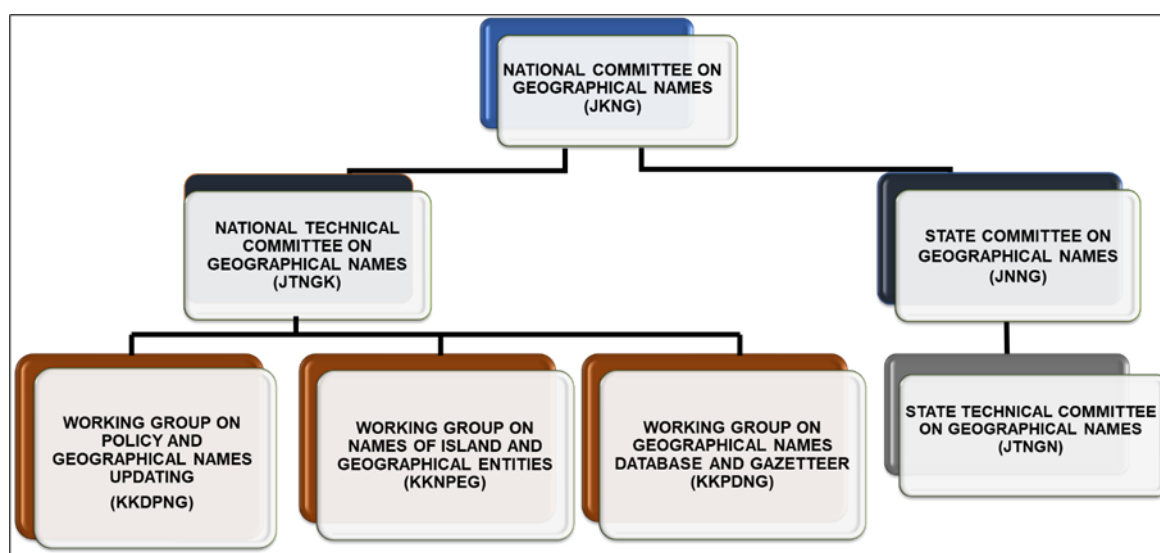 NATIONAL COMMITTEE ON
GEOGRAPHICAL NAMES
(JKNG)
NATIONAL TECHNICAL
COMMITTEE ON
GEOGRAPHICAL NAMES
(JTNGK)
STATE COMMITTEE ON
GEOGRAPHICAL NAMES
(JNNG)
WORKING GROUP ON
POLICY AND
GEOGRAPHICAL NAMES
UPDATING
(KKDPNG)
WORKING GROUP ON
NAMES OF ISLAND AND
GEOGRAPHICAL ENTITIES
(KKNPEG)
WORKING GROUP ON
GEOGRAPHICAL NAMES
DATABASE AND GAZETTEER
(KKPDNG)
STATE TECHNICAL COMMITTEE
ON GEOGRAPHICAL NAMES
(JTNGN)